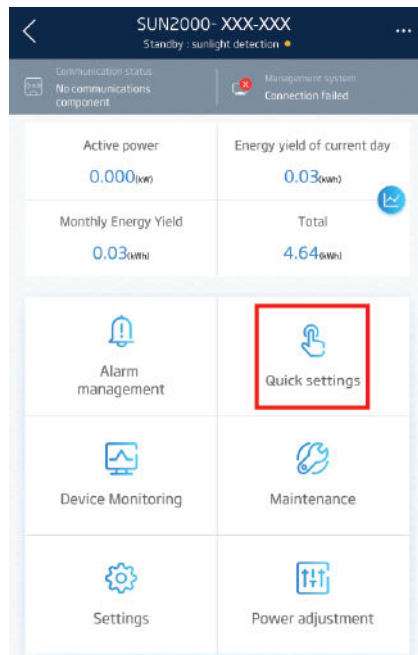 SUN2000- XXX-XXX
Standby : sunlight detection
Communication status
No communications
component
Management system
Connection failed
Active power
0.000(kW)
Energy yield of current day
0.03(kWh)
Monthly Energy Yield
0.03(kWh)
Total
4.64(kWh)
Alarm
management
Quick settings
Device Monitoring
Maintenance
Settings
Power adjustment